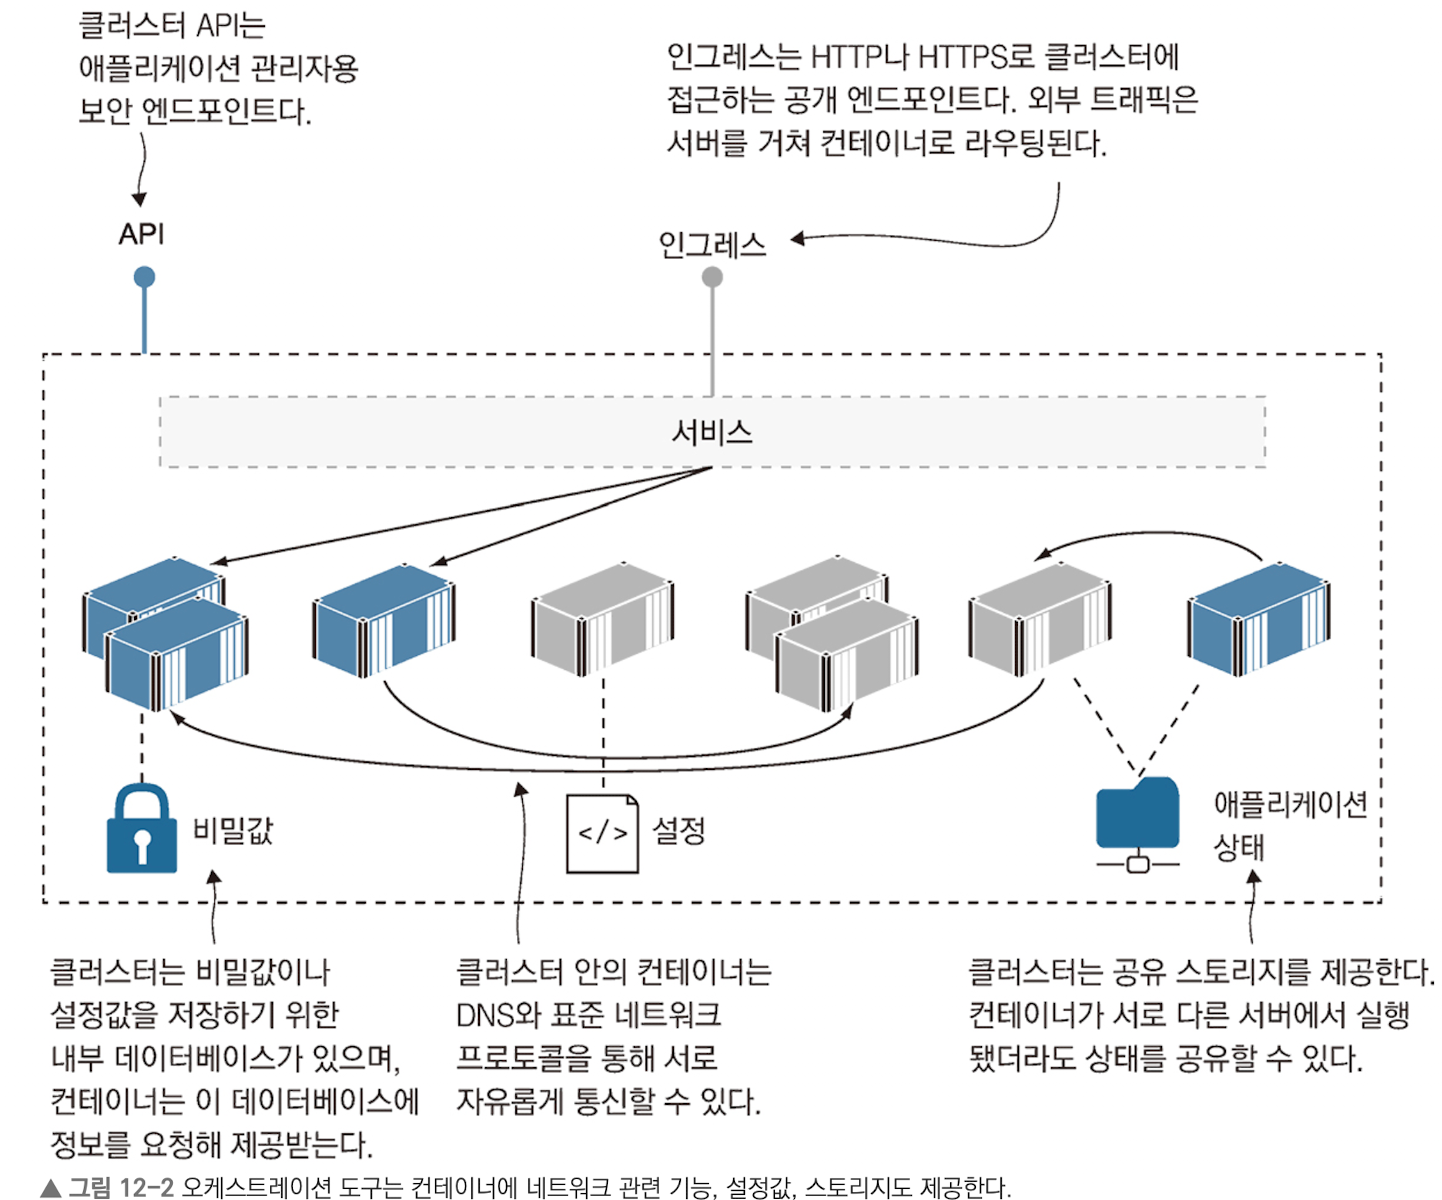 클러스터 API는
애플리케이션 관리자용
보안 엔드포인트다.
인그레스는 HTTP나 HTTPS로 클러스터에
접근하는 공개 엔드포인트다. 외부 트래픽은
서버를 거쳐 컨테이너로 라우팅된다.
API
인그레스
서비스
비밀값
</>
설정
애플리케이션
상태
클러스터는 비밀값이나
설정값을 저장하기 위한
내부 데이터베이스가 있으며,
컨테이너는 이 데이터베이스에
정보를 요청해 제공받는다.
클러스터 안의 컨테이너는
DNS와 표준 네트워크
프로토콜을 통해 서로
자유롭게 통신할 수 있다.
클러스터는 공유 스토리지를 제공한다.
컨테이너가 서로 다른 서버에서 실행
됐더라도 상태를 공유할 수 있다.
▲ 그림 12-2 오케스트레이션 도구는 컨테이너에 네트워크 관련 기능, 설정값, 스토리지도 제공한다.